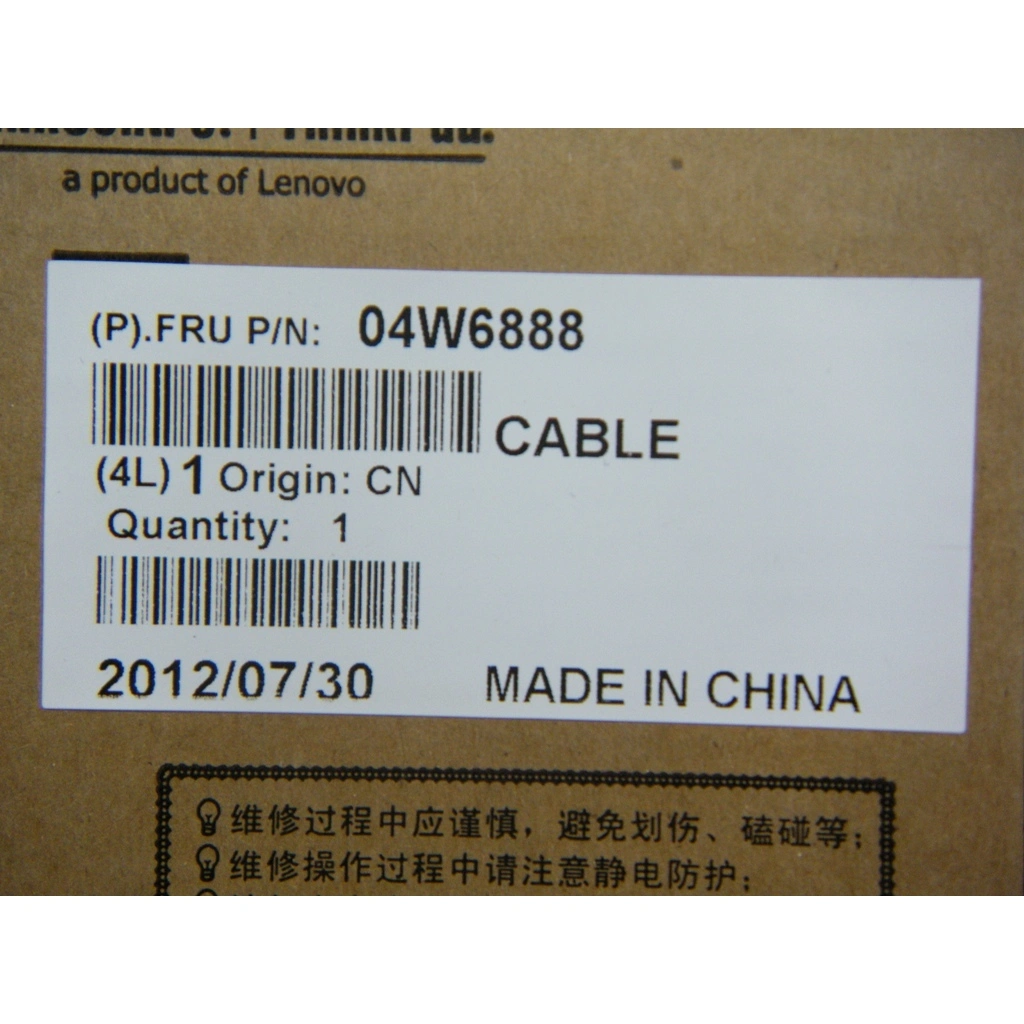 a product of Lenovo
(P).FRU P/N: 04W6888
CABLE
(4L) 1 Origin: CN
Quantity: 1
2012/07/30 MADE IN CHINA
维修过程中应谨慎，避免划伤、磕碰等；
维修操作过程中请注意静电防护；